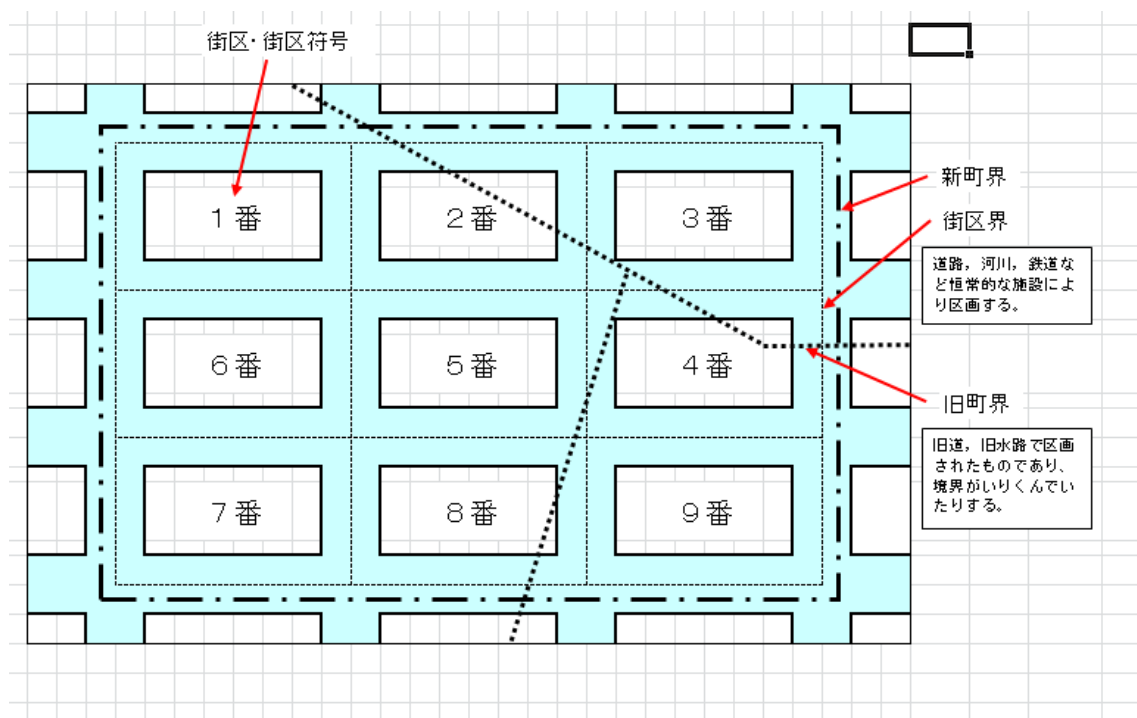 街区・街区符号
新町界
１番
２番
３番
街区界
道路，河川，鉄道な
ど恒常的な施設によ
り区画する。
６番
５番
４番
旧町界
旧道，旧水路で区画
されたものであり、
境界がいりくんでい
たりする。
７番
８番
９番